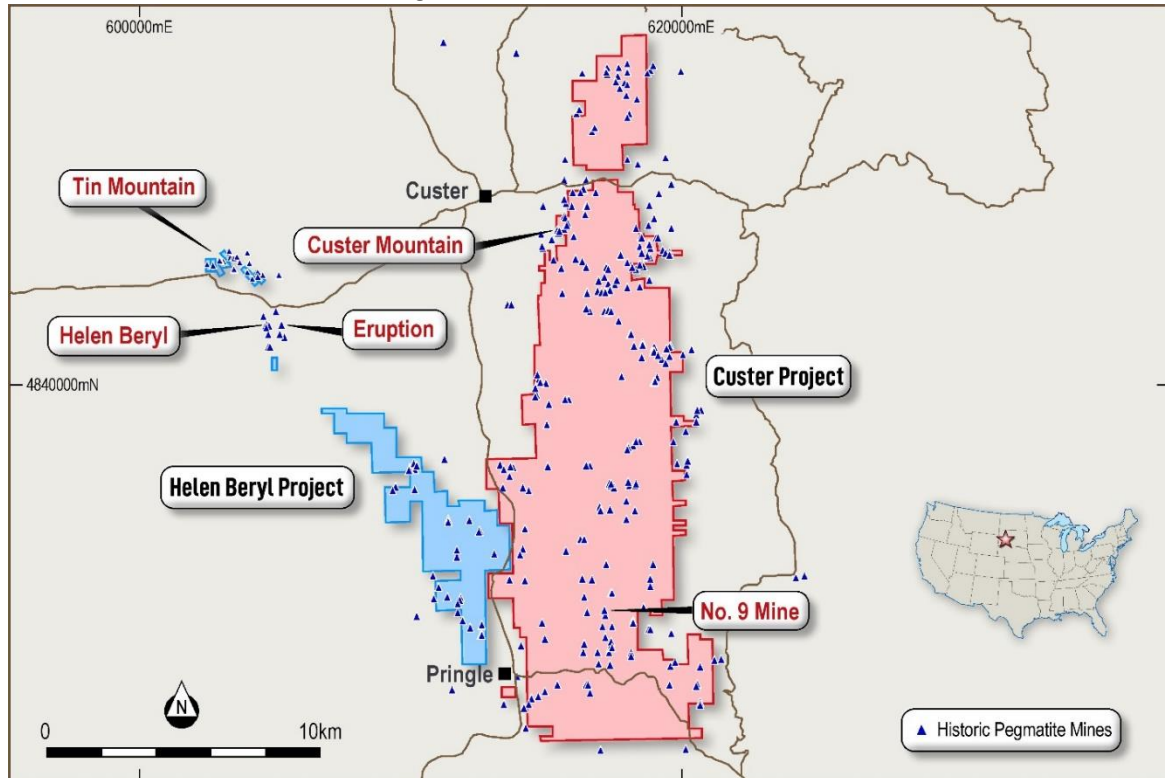 600000mE
620000mE
Tin Mountain
Custer
Custer Mountain
Helen Beryl
Eruption
4840000mN
Custer Project
Helen Beryl Project
No. 9 Mine
Pringle
N
0
10km
Historic Pegmatite Mines